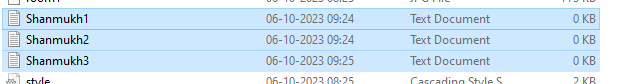 Shanmukh1 06-10-2023 09:24 Text Document 0 KB
Shanmukh2 06-10-2023 09:24 Text Document 0 KB
Shanmukh3 06-10-2023 09:25 Text Document 0 KB
style 06-10-2023 08:25 Cascading Style S 2 KB